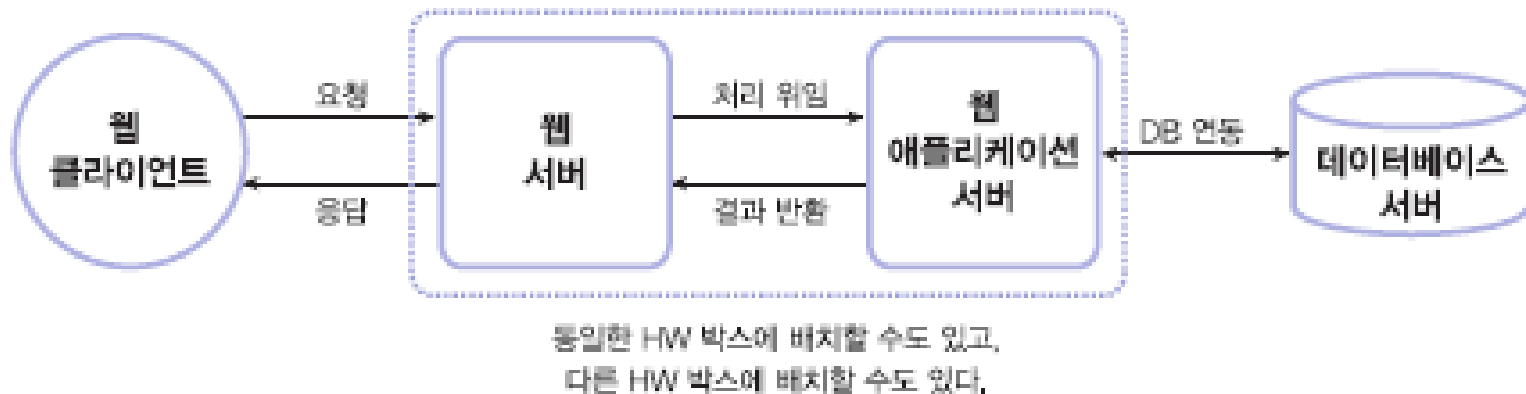 웹
클라이언트
요청
응답
웹
서버
처리 위임
결과 반환
웹
애플리케이션
서버
DB 연동
데이터베이스
서버
동일한 HW 박스에 배치할 수도 있고,
다른 HW 박스에 배치할 수도 있다.